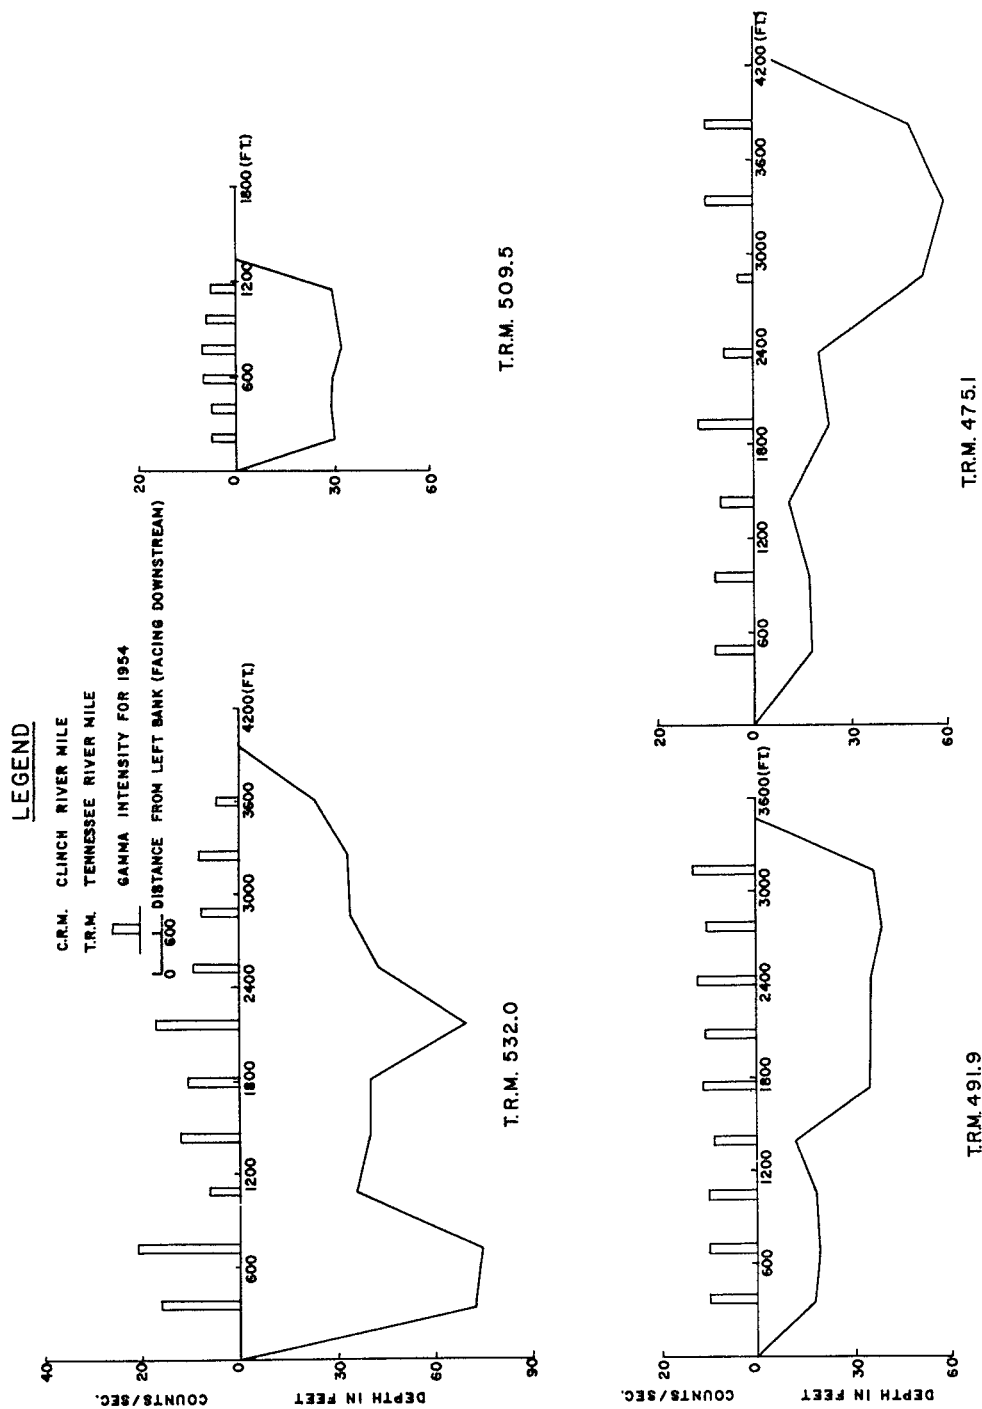 LEGEND
C.R.M. CLINCH RIVER MILE
T.R.M. TENNESSEE RIVER MILE
GAMMA INTENSITY FOR 1954
0 600 DISTANCE FROM LEFT BANK (FACING DOWNSTREAM)
COUNTS/SEC.
40
20
0
30
60
90
DEPTH IN FEET
600
1200
1800
2400
3000
3600
4200(FT.)
T.R.M. 532.0
20
0
30
60
600
1200
1800(FT.)
T.R.M. 509.5
COUNTS/SEC.
20
0
30
60
DEPTH IN FEET
600
1200
1800
2400
3000
3600(FT.)
T.R.M. 491.9
20
0
30
60
600
1200
1800
2400
3000
3600
4200(FT.)
T.R.M. 475.1